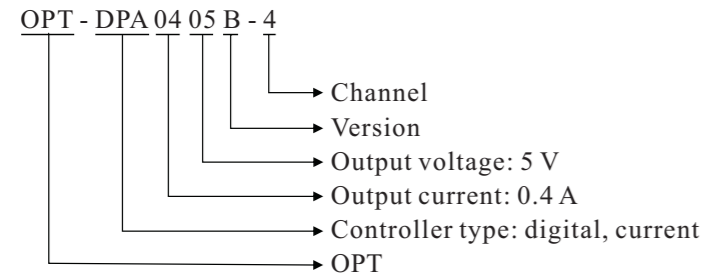 OPT - DPA 04 05 B - 4
Channel
Version
Output voltage: 5 V
Output current: 0.4 A
Controller type: digital, current
OPT